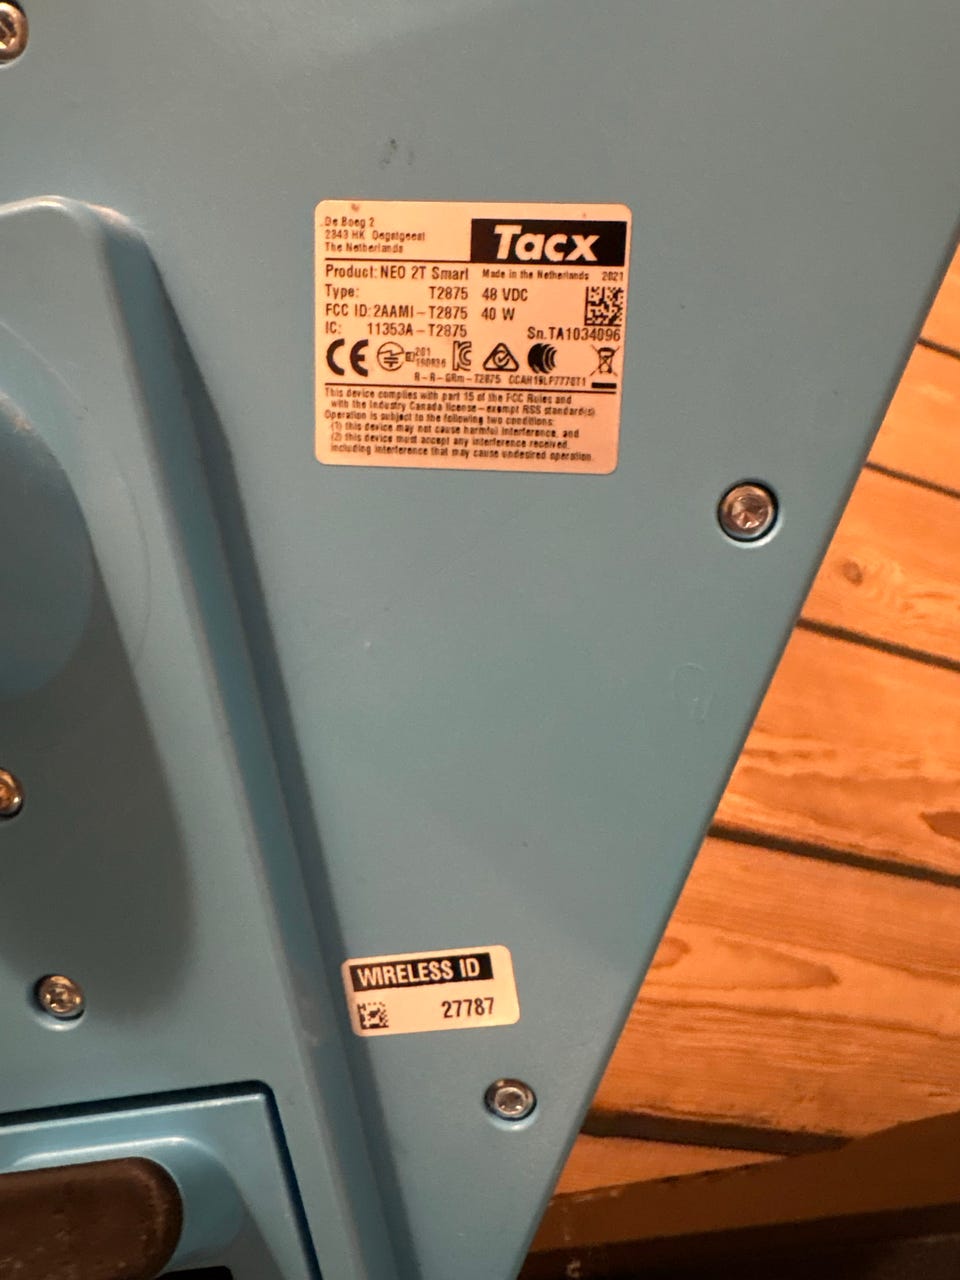 De Boeg 2
2343 HK Oegstgeest
The Netherlands
Tacx
Product: NEO 2T Smart Made in the Netherlands 2021
Type: T2875 48 VDC
FCC ID: 2AAMI-T2875 40 W
IC: 11353A-T2875 Sn.TA1034096
CE
R 201
190836
R-R-GRm-T2875 CCAH19LP7770T1
This device complies with part 15 of the FCC Rules and
with the Industry Canada license-exempt RSS standard(s)
Operation is subject to the following two conditions:
(1) this device may not cause harmful interference, and
(2) this device must accept any interference received,
including interference that may cause undesired operation.
WIRELESS ID
27787